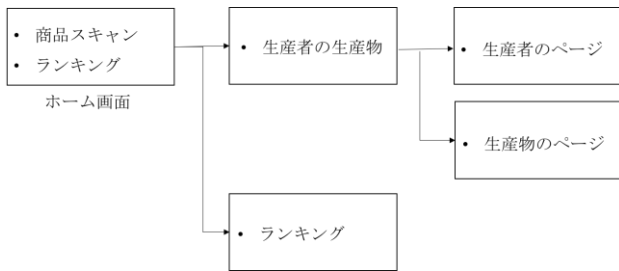 • 商品スキャン
• ランキング
ホーム画面
• 生産者の生産物
• 生産者のページ
• 生産物のページ
• ランキング